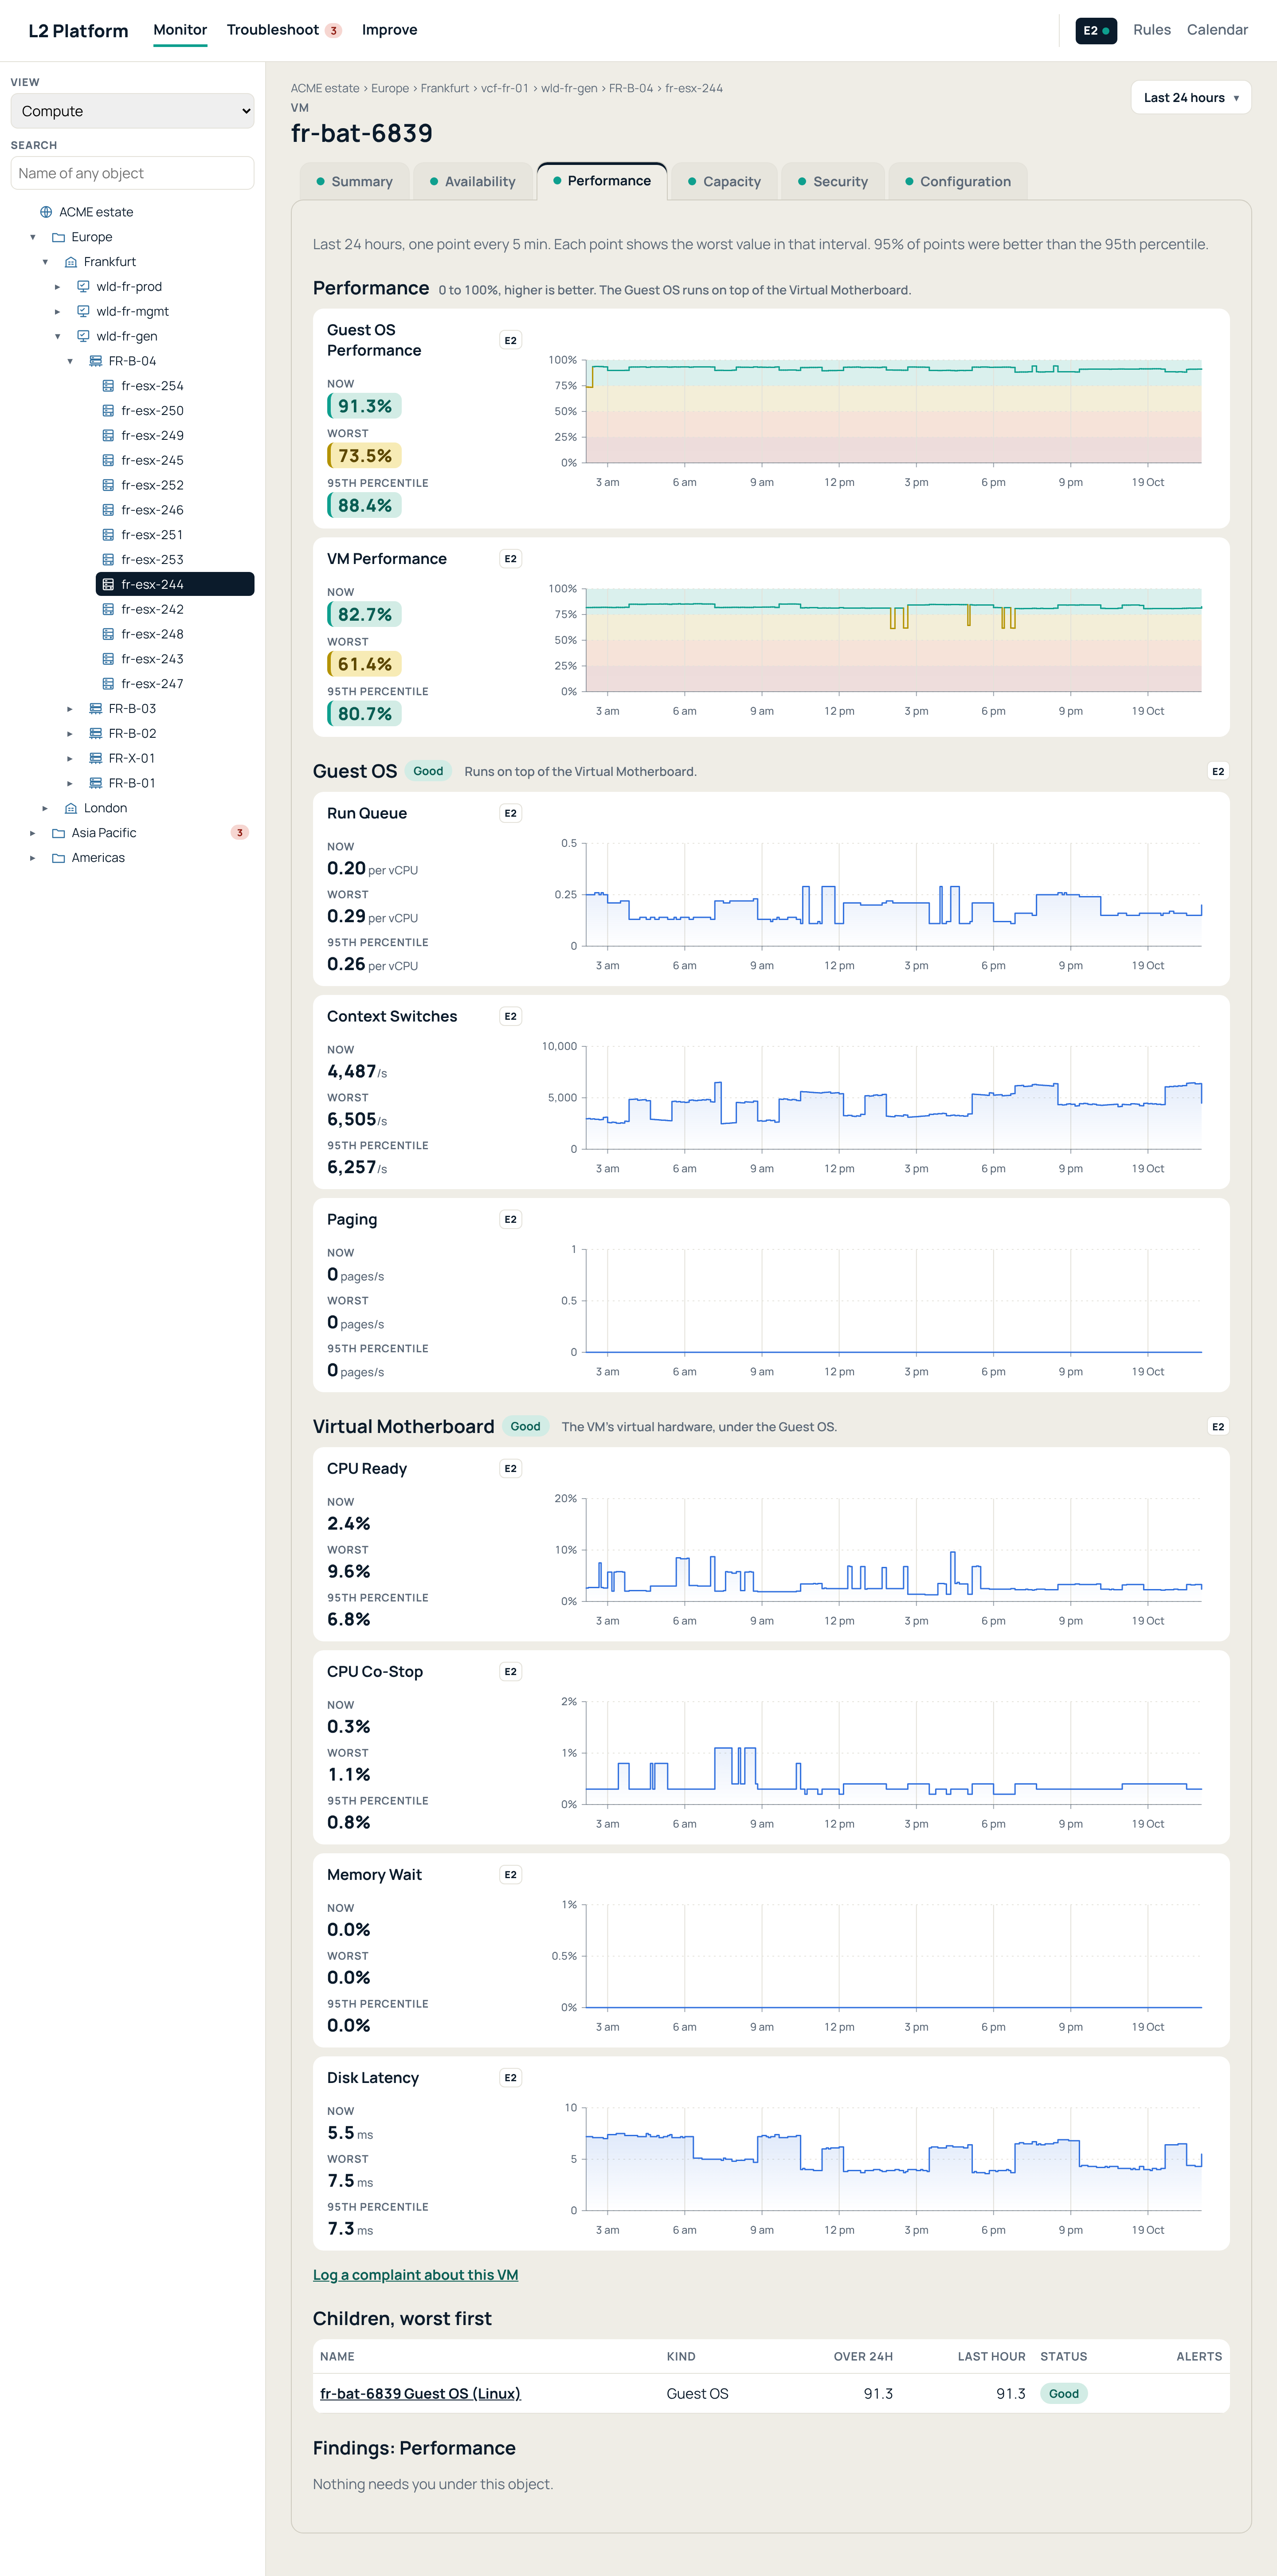 L2 Platform
Monitor
Troubleshoot 3
Improve
E2
Rules
Calendar
VIEW
Compute
SEARCH
Name of any object
ACME estate
Europe
Frankfurt
wld-fr-prod
wld-fr-mgmt
wld-fr-gen
FR-B-04
fr-esx-254
fr-esx-250
fr-esx-249
fr-esx-245
fr-esx-252
fr-esx-246
fr-esx-251
fr-esx-253
fr-esx-244
fr-esx-242
fr-esx-248
fr-esx-243
fr-esx-247
FR-B-03
FR-B-02
FR-X-01
FR-B-01
London
Asia Pacific 3
Americas
ACME estate › Europe › Frankfurt › vcf-fr-01 › wld-fr-gen › FR-B-04 › fr-esx-244
VM
fr-bat-6839
Last 24 hours
Summary
Availability
Performance
Capacity
Security
Configuration
Last 24 hours, one point every 5 min. Each point shows the worst value in that interval. 95% of points were better than the 95th percentile.
Performance 0 to 100%, higher is better. The Guest OS runs on top of the Virtual Motherboard.
Guest OS
Performance
E2
NOW
91.3%
WORST
73.5%
95TH PERCENTILE
88.4%
100%
75%
50%
25%
0%
3 am 6 am 9 am 12 pm 3 pm 6 pm 9 pm 19 Oct
VM Performance
E2
NOW
82.7%
WORST
61.4%
95TH PERCENTILE
80.7%
100%
75%
50%
25%
0%
3 am 6 am 9 am 12 pm 3 pm 6 pm 9 pm 19 Oct
Guest OS Good Runs on top of the Virtual Motherboard. E2
Run Queue
E2
NOW
0.20 per vCPU
WORST
0.29 per vCPU
95TH PERCENTILE
0.26 per vCPU
0.5
0.25
0
3 am 6 am 9 am 12 pm 3 pm 6 pm 9 pm 19 Oct
Context Switches
E2
NOW
4,487/s
WORST
6,505/s
95TH PERCENTILE
6,257/s
10,000
5,000
0
3 am 6 am 9 am 12 pm 3 pm 6 pm 9 pm 19 Oct
Paging
E2
NOW
0 pages/s
WORST
0 pages/s
95TH PERCENTILE
0 pages/s
1
0.5
0
3 am 6 am 9 am 12 pm 3 pm 6 pm 9 pm 19 Oct
Virtual Motherboard Good The VM's virtual hardware, under the Guest OS. E2
CPU Ready
E2
NOW
2.4%
WORST
9.6%
95TH PERCENTILE
6.8%
20%
10%
0%
3 am 6 am 9 am 12 pm 3 pm 6 pm 9 pm 19 Oct
CPU Co-Stop
E2
NOW
0.3%
WORST
1.1%
95TH PERCENTILE
0.8%
2%
1%
0%
3 am 6 am 9 am 12 pm 3 pm 6 pm 9 pm 19 Oct
Memory Wait
E2
NOW
0.0%
WORST
0.0%
95TH PERCENTILE
0.0%
1%
0.5%
0%
3 am 6 am 9 am 12 pm 3 pm 6 pm 9 pm 19 Oct
Disk Latency
E2
NOW
5.5 ms
WORST
7.5 ms
95TH PERCENTILE
7.3 ms
10
5
0
3 am 6 am 9 am 12 pm 3 pm 6 pm 9 pm 19 Oct
Log a complaint about this VM
Children, worst first
NAME KIND OVER 24H LAST HOUR STATUS ALERTS
fr-bat-6839 Guest OS (Linux) Guest OS 91.3 91.3 Good
Findings: Performance
Nothing needs you under this object.